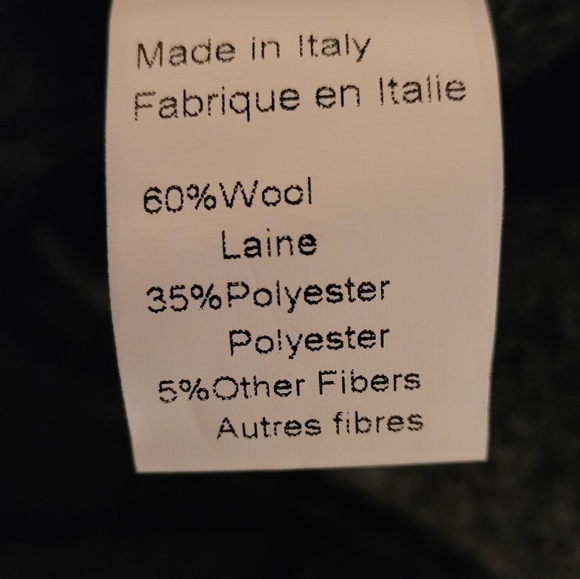 Made in Italy
Fabrique en Italie
60%Wool
Laine
35%Polyester
Polyester
5%Other Fibers
Autres fibres